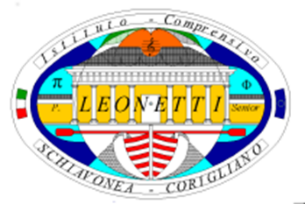 Istituto - Comprensivo
π Φ
P. LEONETTI Senior
SCHIAVONEA - CORIGLIANO